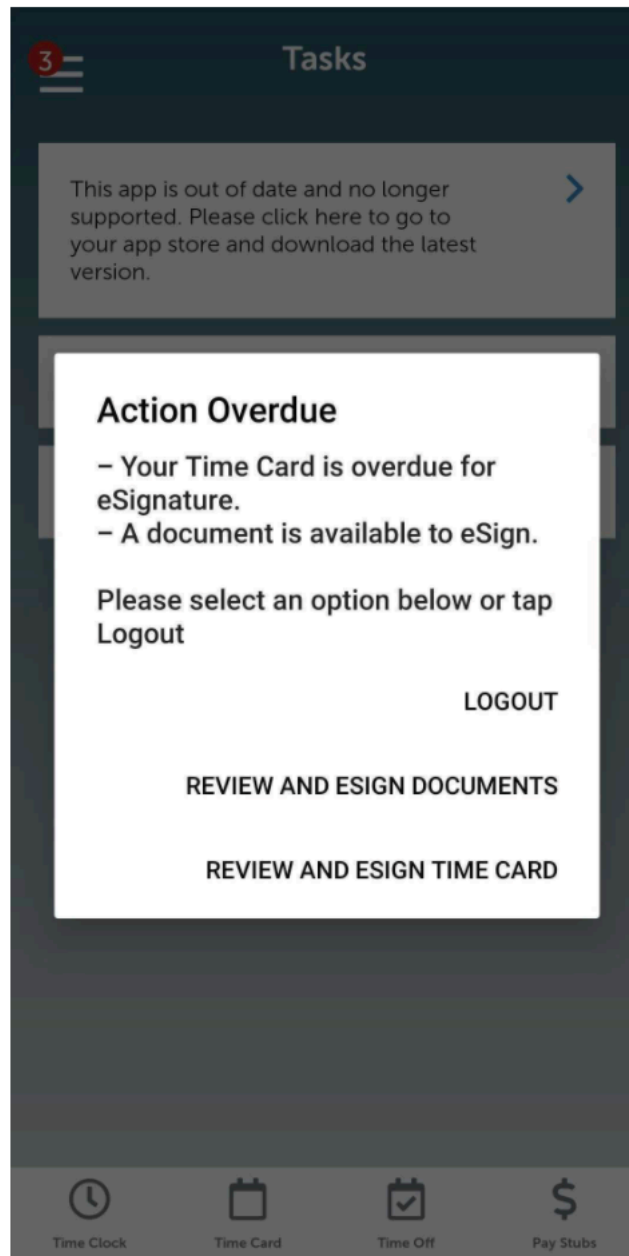 3
Tasks
This app is out of date and no longer
supported. Please click here to go to
your app store and download the latest
version.
Action Overdue
– Your Time Card is overdue for
eSignature.
– A document is available to eSign.
Please select an option below or tap
Logout
LOGOUT
REVIEW AND ESIGN DOCUMENTS
REVIEW AND ESIGN TIME CARD
Time Clock
Time Card
Time Off
Pay Stubs